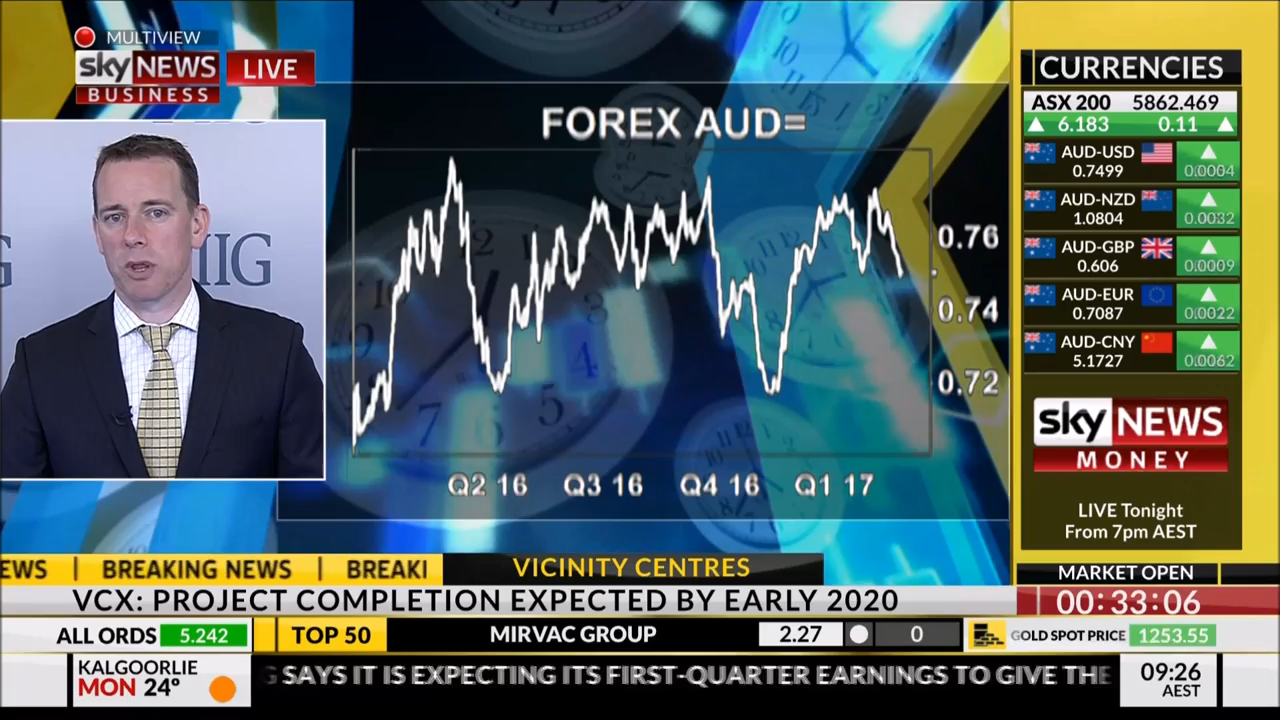 MULTIVIEW
sky NEWS LIVE
BUSINESS
IG
FOREX AUD=
0.76
0.74
0.72
Q2 16 Q3 16 Q4 16 Q1 17
CURRENCIES
ASX 200 5862.469
6.183 0.11
AUD-USD
0.7499 0.0004
AUD-NZD
1.0804 0.0032
AUD-GBP
0.606 0.0009
AUD-EUR
0.7087 0.0022
AUD-CNY
5.1727 0.0062
sky NEWS
MONEY
LIVE Tonight
From 7pm AEST
MARKET OPEN
00:33:06
EWS | BREAKING NEWS | BREAKI
VICINITY CENTRES
VCX: PROJECT COMPLETION EXPECTED BY EARLY 2020
ALL ORDS 5.242 TOP 50 MIRVAC GROUP 2.27 0 GOLD SPOT PRICE 1253.55
KALGOORLIE
MON 24°
G SAYS IT IS EXPECTING ITS FIRST-QUARTER EARNINGS TO GIVE THE
09:26
AEST